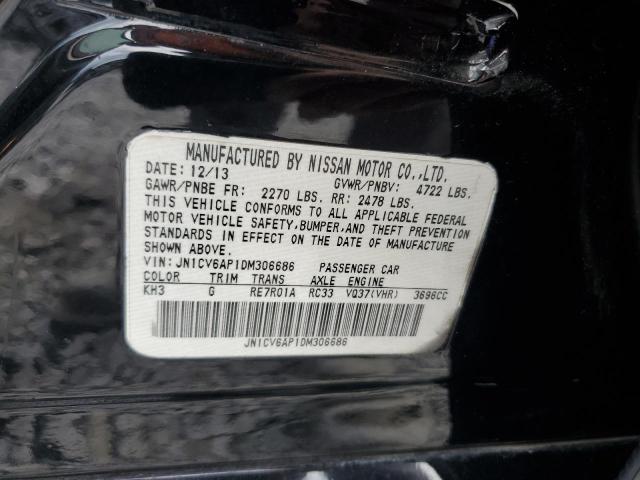 MANUFACTURED BY NISSAN MOTOR CO.,LTD.
DATE: 12/13 GVWR/PNBV: 4722 LBS.
GAWR/PNBE FR: 2270 LBS. RR: 2478 LBS.
THIS VEHICLE CONFORMS TO ALL APPLICABLE FEDERAL
MOTOR VEHICLE SAFETY,BUMPER,AND THEFT PREVENTION
STANDARDS IN EFFECT ON THE DATE OF MANUFACTURE
SHOWN ABOVE.
VIN: JN1CV6AP1DM306686 PASSENGER CAR
COLOR TRIM TRANS AXLE ENGINE
KH3 G RE7R01A RC33 VQ37(VHR) 3696CC
JN1CV6AP1DM306686